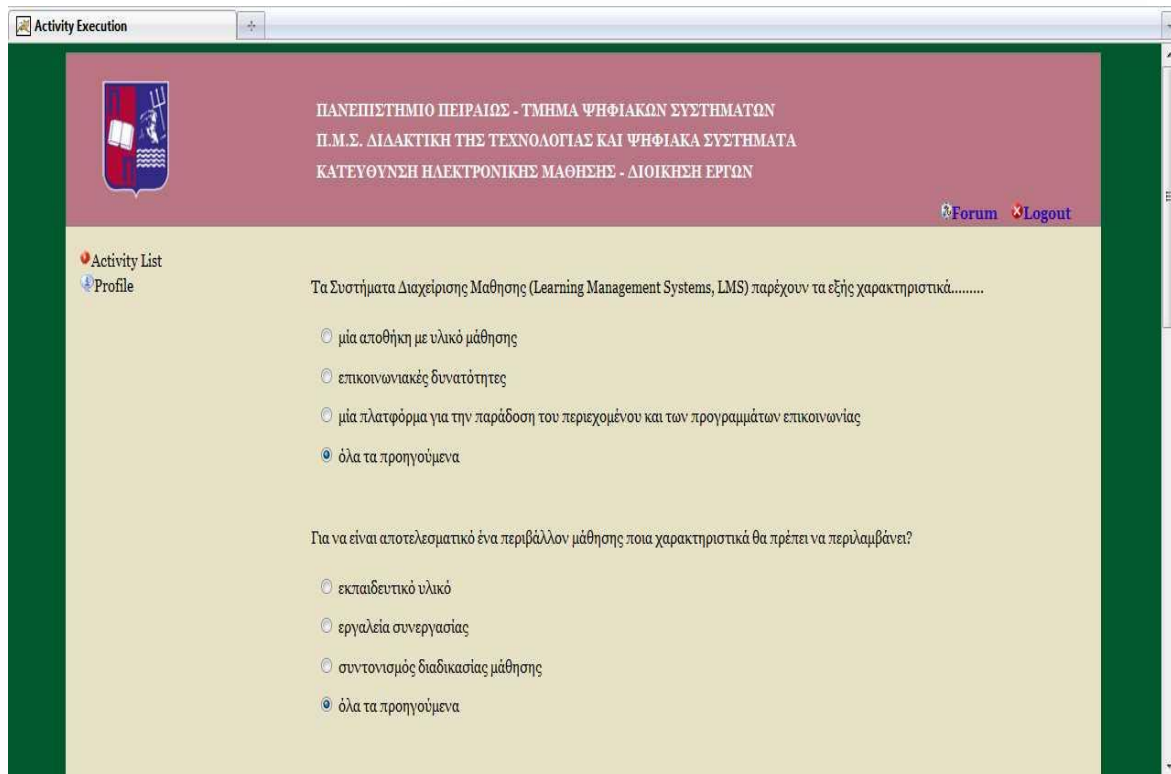 Activity Execution
ΠΑΝΕΠΙΣΤΗΜΙΟ ΠΕΙΡΑΙΩΣ - ΤΜΗΜΑ ΨΗΦΙΑΚΩΝ ΣΥΣΤΗΜΑΤΩΝ
Π.Μ.Σ. ΔΙΔΑΚΤΙΚΗ ΤΗΣ ΤΕΧΝΟΛΟΓΙΑΣ ΚΑΙ ΨΗΦΙΑΚΑ ΣΥΣΤΗΜΑΤΑ
ΚΑΤΕΥΘΥΝΣΗ ΗΛΕΚΤΡΟΝΙΚΗΣ ΜΑΘΗΣΗΣ - ΔΙΟΙΚΗΣΗ ΕΡΓΩΝ
Forum Logout
Activity List
Profile
Τα Συστήματα Διαχείρισης Μαθησης (Learning Management Systems, LMS) παρέχουν τα εξής χαρακτηριστικά.........
μία αποθήκη με υλικό μάθησης
επικοινωνιακές δυνατότητες
μία πλατφόρμα για την παράδοση του περιεχομένου και των προγραμμάτων επικοινωνίας
όλα τα προηγούμενα
Για να είναι αποτελεσματικό ένα περιβάλλον μάθησης ποια χαρακτηριστικά θα πρέπει να περιλαμβάνει?
εκπαιδευτικό υλικό
εργαλεία συνεργασίας
συντονισμός διαδικασίας μάθησης
όλα τα προηγούμενα